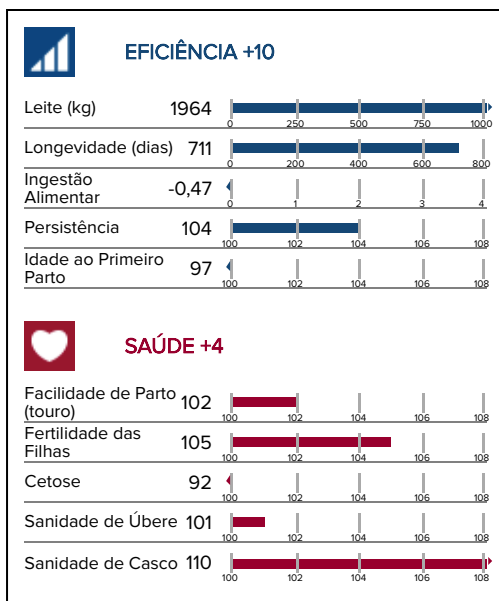 EFICIÊNCIA +10
Leite (kg) 1964
0 250 500 750 1000
Longevidade (dias) 711
0 200 400 600 800
Ingestão
Alimentar -0,47
0 1 2 3 4
Persistência 104
100 102 104 106 108
Idade ao Primeiro
Parto 97
100 102 104 106 108
SAÚDE +4
Facilidade de Parto
(touro) 102
100 102 104 106 108
Fertilidade das
Filhas 105
100 102 104 106 108
Cetose 92
100 102 104 106 108
Sanidade de Úbere 101
100 102 104 106 108
Sanidade de Casco 110
100 102 104 106 108